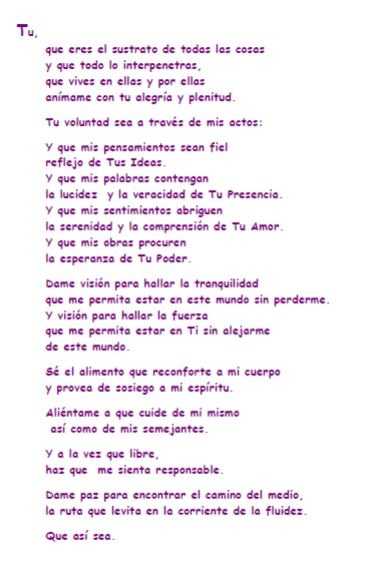 Tu,
que eres el sustrato de todas las cosas
y que todo lo interpenetras,
que vives en ellas y por ellas
anímame con tu alegría y plenitud.
Tu voluntad sea a través de mis actos:
Y que mis pensamientos sean fiel
reflejo de Tus Ideas.
Y que mis palabras contengan
la lucidez y la veracidad de Tu Presencia.
Y que mis sentimientos abriguen
la serenidad y la comprensión de Tu Amor.
Y que mis obras procuren
la esperanza de Tu Poder.
Dame visión para hallar la tranquilidad
que me permita estar en este mundo sin perderme.
Y visión para hallar la fuerza
que me permita estar en Ti sin alejarme
de este mundo.
Sé el alimento que reconforte a mi cuerpo
y provea de sosiego a mi espíritu.
Aliéntame a que cuide de mi mismo
así como de mis semejantes.
Y a la vez que libre,
haz que me sienta responsable.
Dame paz para encontrar el camino del medio,
la ruta que levita en la corriente de la fluidez.
Que así sea.